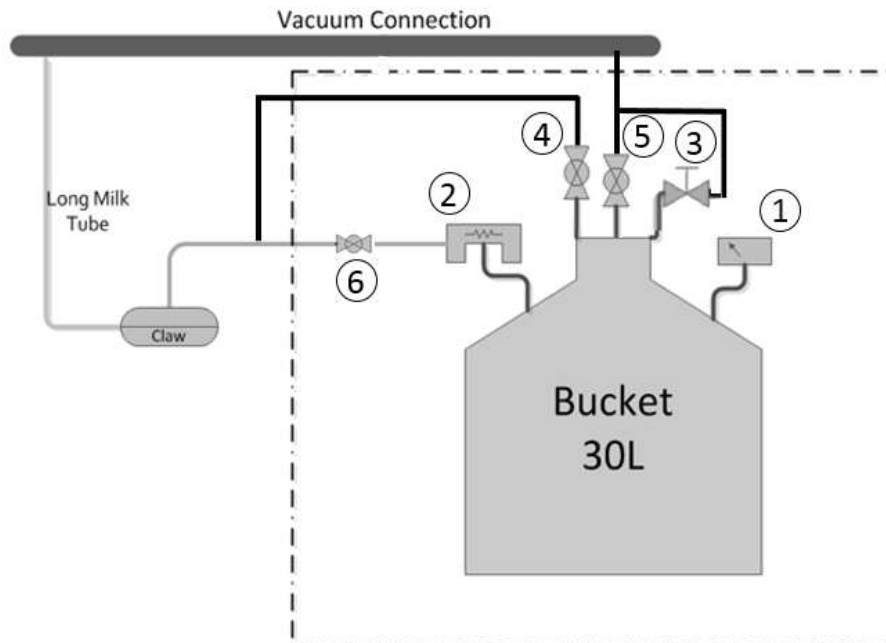 Vacuum Connection
4
5
3
Long Milk
Tube
2
1
6
Claw
Bucket
30L